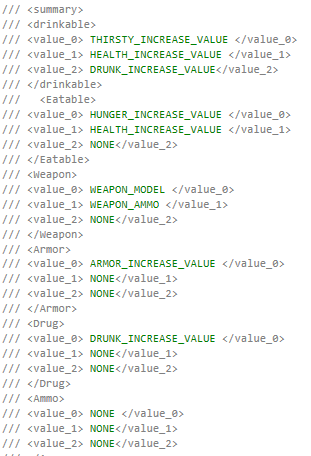 /// <summary>
/// <drinkable>
/// <value_0> THIRSTY_INCREASE_VALUE </value_0>
/// <value_1> HEALTH_INCREASE_VALUE </value_1>
/// <value_2> DRUNK_INCREASE_VALUE</value_2>
/// </drinkable>
///   <Eatable>
/// <value_0> HUNGER_INCREASE_VALUE </value_0>
/// <value_1> HEALTH_INCREASE_VALUE </value_1>
/// <value_2> NONE</value_2>
/// </Eatable>
/// <Weapon>
/// <value_0> WEAPON_MODEL </value_0>
/// <value_1> WEAPON_AMMO </value_1>
/// <value_2> NONE</value_2>
/// </Weapon>
/// <Armor>
/// <value_0> ARMOR_INCREASE_VALUE </value_0>
/// <value_1> NONE</value_1>
/// <value_2> NONE</value_2>
/// </Armor>
/// <Drug>
/// <value_0> DRUNK_INCREASE_VALUE </value_0>
/// <value_1> NONE</value_1>
/// <value_2> NONE</value_2>
/// </Drug>
/// <Ammo>
/// <value_0> NONE </value_0>
/// <value_1> NONE</value_1>
/// <value_2> NONE</value_2>